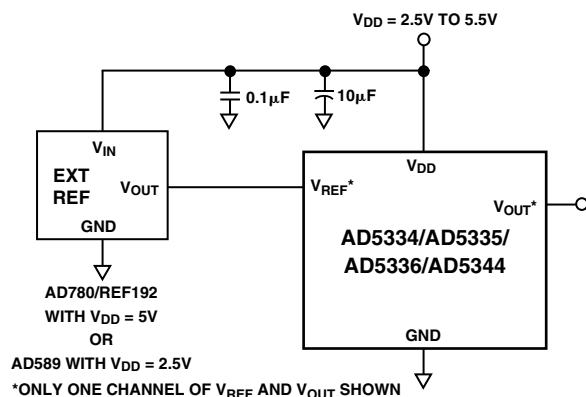 V_DD = 2.5V TO 5.5V
0.1μF
10μF
V_IN
EXT
REF
V_OUT
GND
V_DD
V_REF*
V_OUT*
AD5334/AD5335/
AD5336/AD5344
GND
AD780/REF192
WITH V_DD = 5V
OR
AD589 WITH V_DD = 2.5V
*ONLY ONE CHANNEL OF V_REF AND V_OUT SHOWN